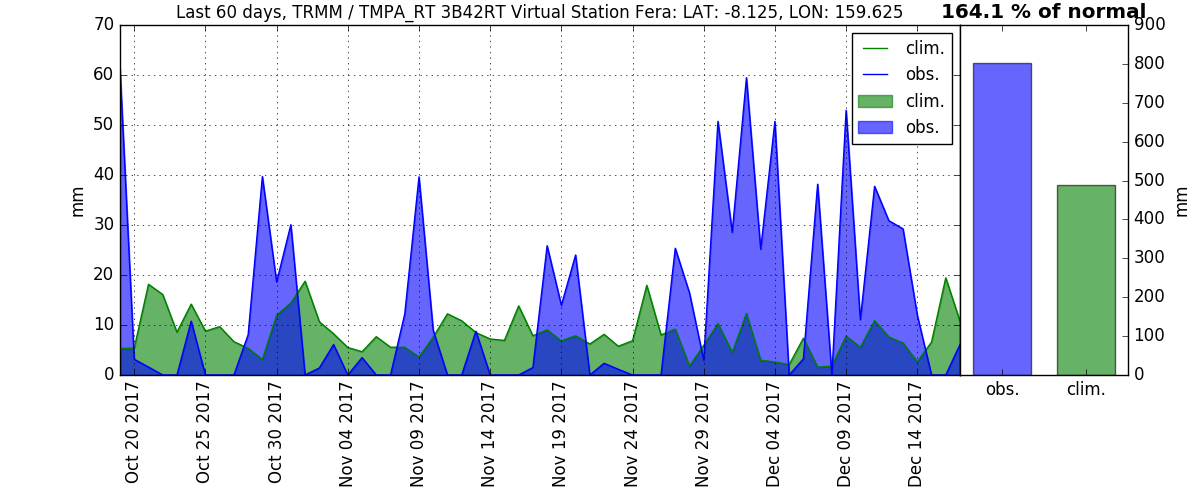 Last 60 days, TRMM / TMPA_RT 3B42RT Virtual Station Fera: LAT: -8.125, LON: 159.625
164.1 % of normal
70
60
50
40
30
20
10
0
mm
clim.
obs.
clim.
obs.
900
800
700
600
500
400
300
200
100
0
mm
obs.
clim.
Oct 20 2017
Oct 25 2017
Oct 30 2017
Nov 04 2017
Nov 09 2017
Nov 14 2017
Nov 19 2017
Nov 24 2017
Nov 29 2017
Dec 04 2017
Dec 09 2017
Dec 14 2017